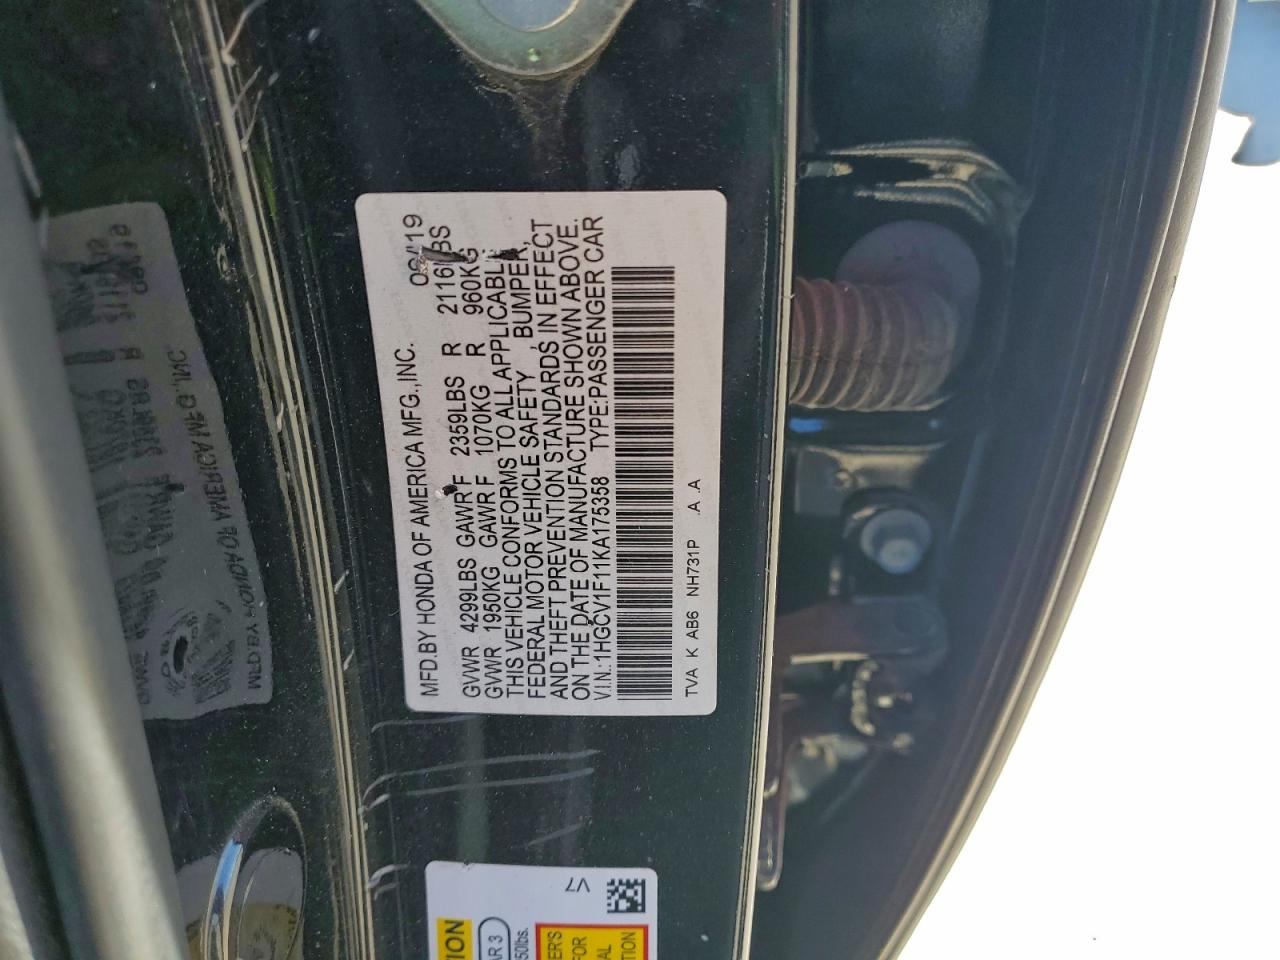 MFD.BY HONDA OF AMERICA MFG.,INC.
GVWR 4299LBS GAWR F 2359LBS R 2116LBS
GVWR 1950KG GAWR F 1070KG R 960KG
THIS VEHICLE CONFORMS TO ALL APPLICABLE
FEDERAL MOTOR VEHICLE SAFETY , BUMPER,
AND THEFT PREVENTION STANDARDS IN EFFECT
ON THE DATE OF MANUFACTURE SHOWN ABOVE.
V.I.N.:1HGCV1F11KA175358 TYPE:PASSENGER CAR
TVA K AB6 NH731P .A .A